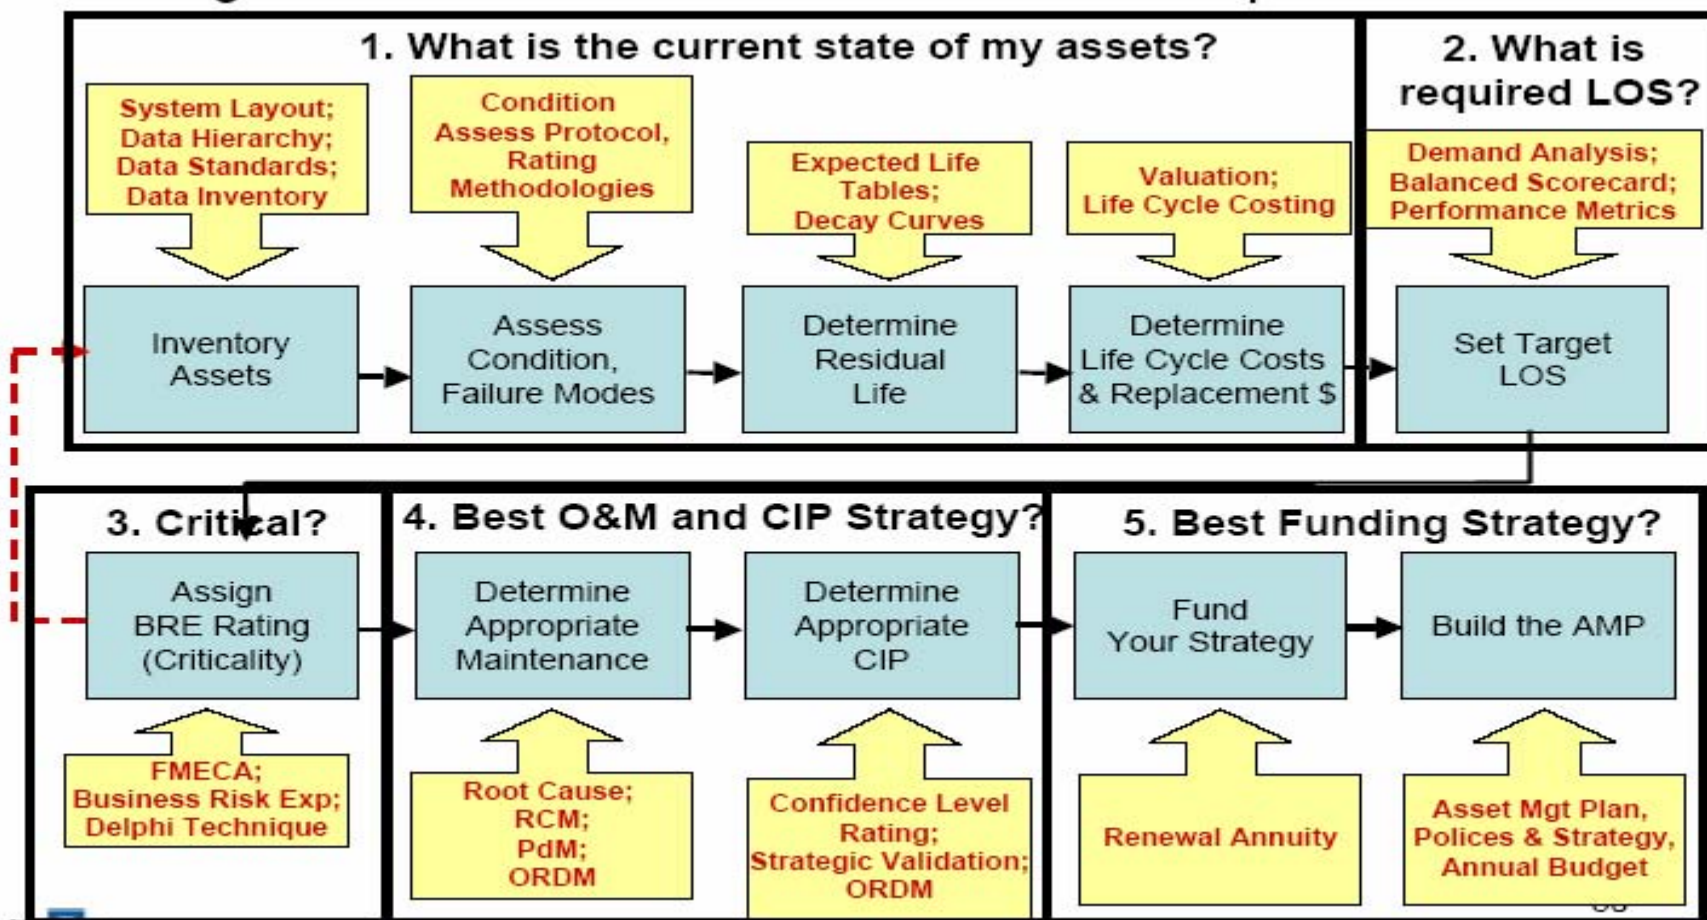 1. What is the current state of my assets?
2. What is
required LOS?
System Layout;
Data Hierarchy;
Data Standards;
Data Inventory
Condition
Assess Protocol,
Rating
Methodologies
Expected Life
Tables;
Decay Curves
Valuation;
Life Cycle Costing
Demand Analysis;
Balanced Scorecard;
Performance Metrics
Inventory
Assets
Assess
Condition,
Failure Modes
Determine
Residual
Life
Determine
Life Cycle Costs
& Replacement $
Set Target
LOS
3. Critical?
4. Best O&M and CIP Strategy?
5. Best Funding Strategy?
Assign
BRE Rating
(Criticality)
Determine
Appropriate
Maintenance
Determine
Appropriate
CIP
Fund
Your Strategy
Build the AMP
FMECA;
Business Risk Exp;
Delphi Technique
Root Cause;
RCM;
PdM;
ORDM
Confidence Level
Rating;
Strategic Validation;
ORDM
Renewal Annuity
Asset Mgt Plan,
Polices & Strategy,
Annual Budget